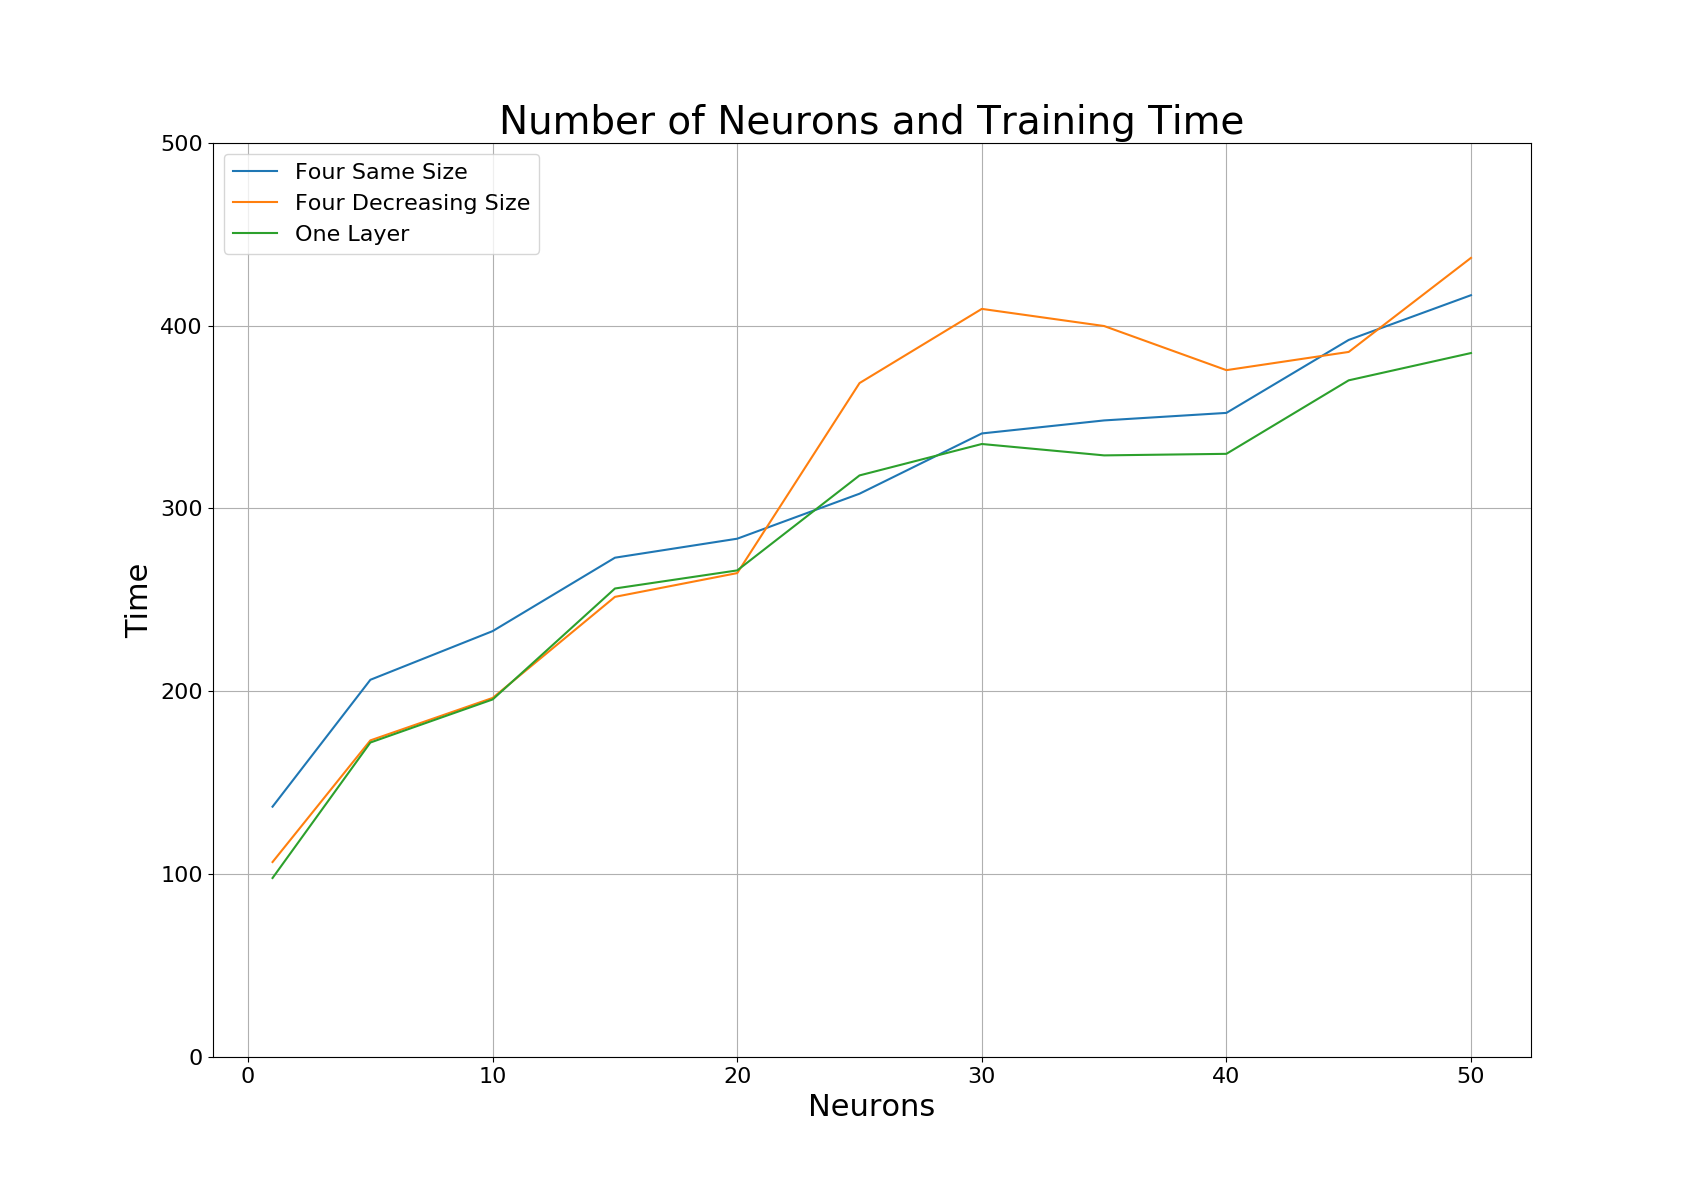 Number of Neurons and Training Time
500
400
300
200
100
0
Time
Four Same Size
Four Decreasing Size
One Layer
0 10 20 30 40 50
Neurons